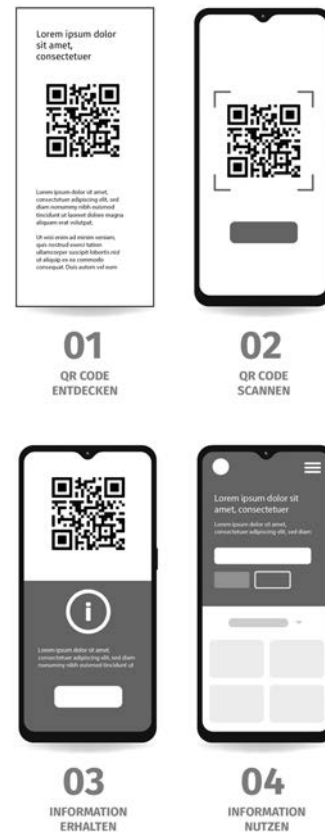 Lorem ipsum dolor
sit amet,
consectetuer
Lorem ipsum dolor sit amet,
consectetuer adipiscing elit, sed
diam nonummy nibh euismod
tincidunt ut laoreet dolore magna
aliquam erat volutpat.
Ut wisi enim ad minim veniam,
quis nostrud exerci tation
ullamcorper suscipit lobortis nisl
ut aliquip ex ea commodo
consequat. Duis autem vel eum
01
QR CODE
ENTDECKEN
02
QR CODE
SCANNEN
i
Lorem ipsum dolor sit amet,
consectetuer adipiscing elit, sed diam
nonummy nibh euismod tincidunt ut
03
INFORMATION
ERHALTEN
Lorem ipsum dolor sit
amet, consectetuer
Lorem ipsum dolor sit amet,
consectetuer adipiscing elit, sed diam
04
INFORMATION
NUTZEN